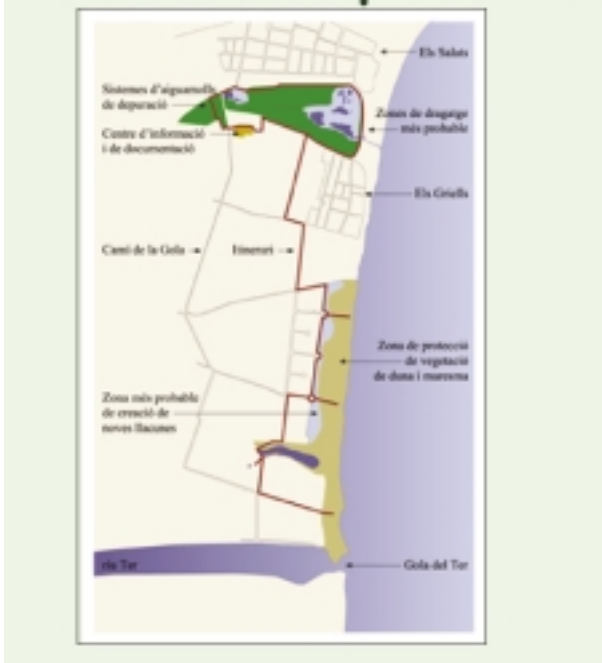 Els Salats
Sistemes d'aiguamolls
de depuració
Zones de dragatge
més probable
Centre d'informació
i de documentació
Els Griells
Camí de la Gola
Itinerari
Zona de protecció
de vegetació
de duna i maresma
Zona més probable
de creació de
noves llacunes
riu Ter
Gola del Ter